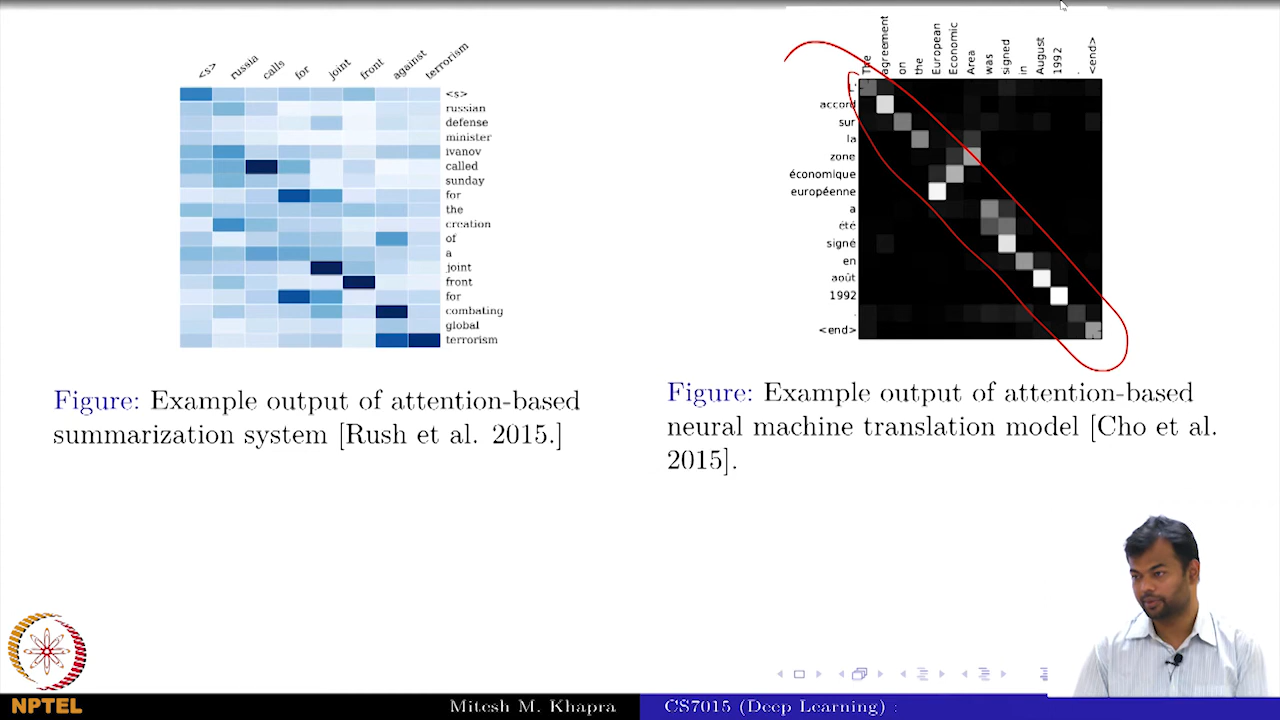 <s> russia calls for joint front against terrorism
<s>
russian
defense
minister
ivanov
called
sunday
for
the
creation
of
a
joint
front
for
combating
global
terrorism
Figure: Example output of attention-based
summarization system [Rush et al. 2015.]
The agreement on the European Economic Area was signed in August 1992 . <end>
accord
sur
la
zone
économique
européenne
a
été
signé
en
août
1992
.
<end>
Figure: Example output of attention-based
neural machine translation model [Cho et al.
2015].
NPTEL
Mitesh M. Khapra
CS7015 (Deep Learning) :